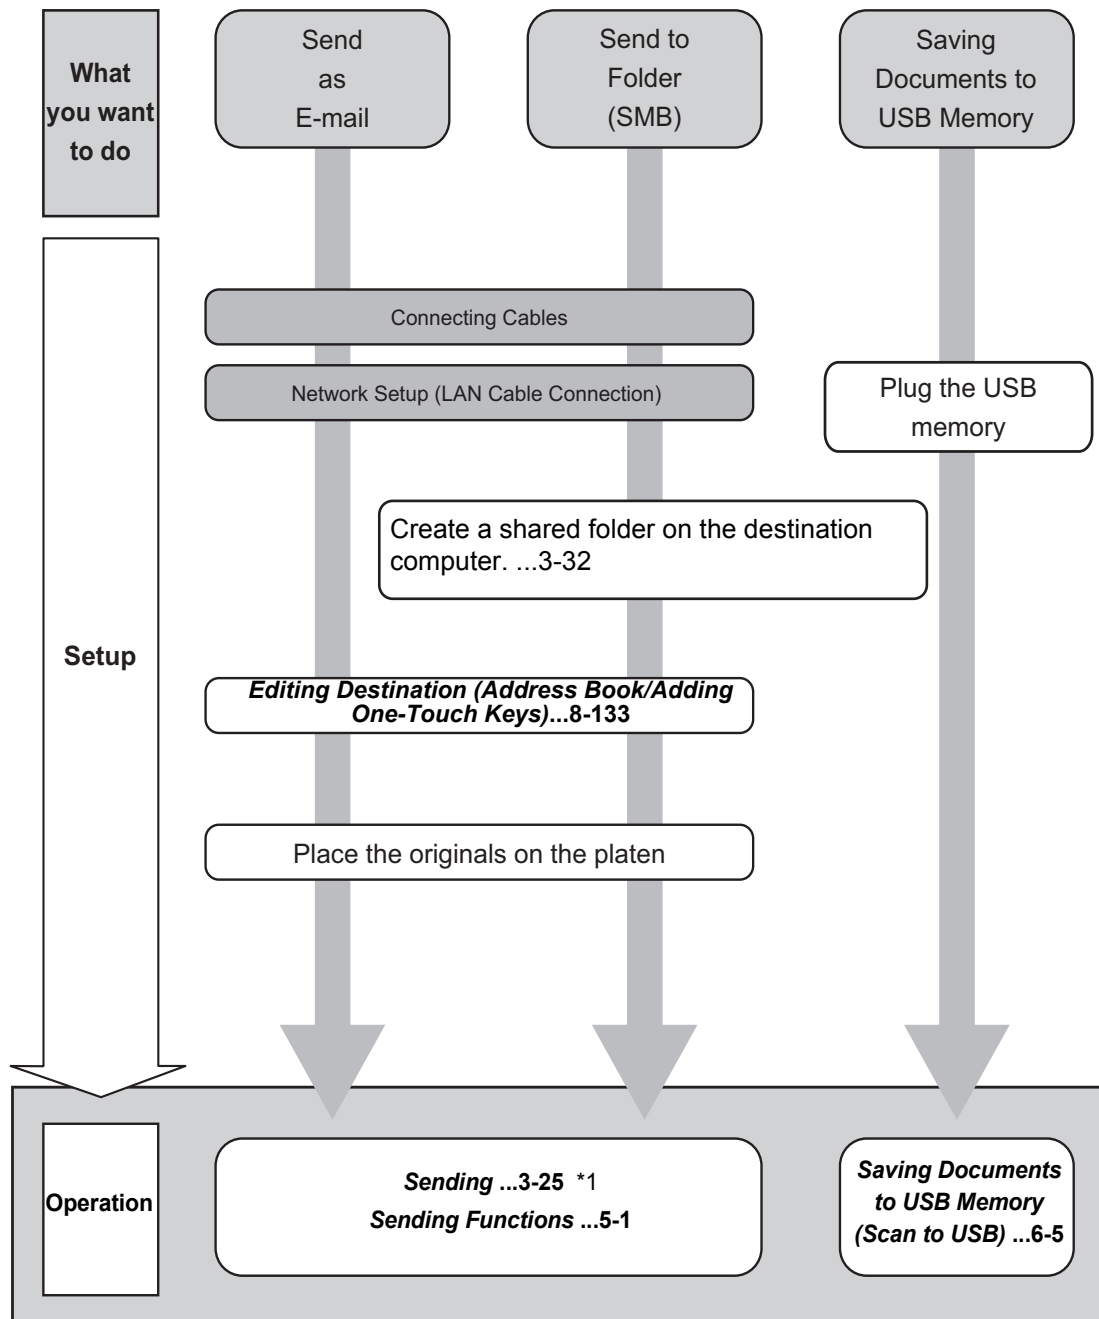 What
you want
to do
Send
as
E-mail
Send to
Folder
(SMB)
Saving
Documents to
USB Memory
Connecting Cables
Network Setup (LAN Cable Connection)
Plug the USB
memory
Create a shared folder on the destination
computer. ...3-32
Setup
Editing Destination (Address Book/Adding
One-Touch Keys)...8-133
Place the originals on the platen
Operation
Sending ...3-25 *1
Sending Functions ...5-1
Saving Documents
to USB Memory
(Scan to USB) ...6-5